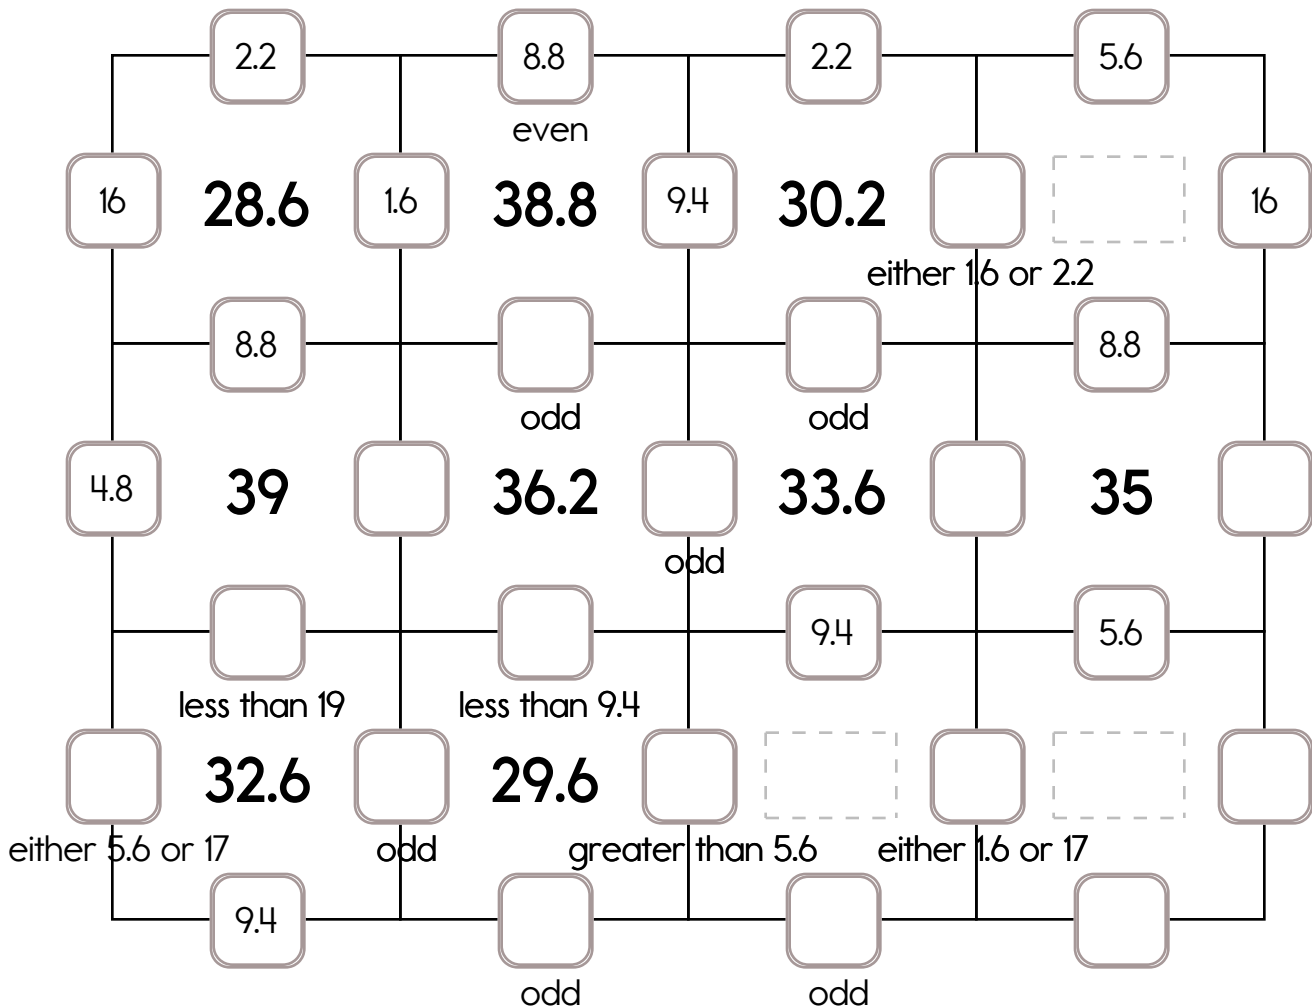 2.2 8.8 2.2 5.6
even
16 28.6 1.6 38.8 9.4 30.2 16
either 1.6 or 2.2
8.8 8.8
odd odd
4.8 39 36.2 33.6 35
odd
9.4 5.6
less than 19 less than 9.4
32.6 29.6
either 5.6 or 17 odd greater than 5.6 either 1.6 or 17
9.4
odd odd